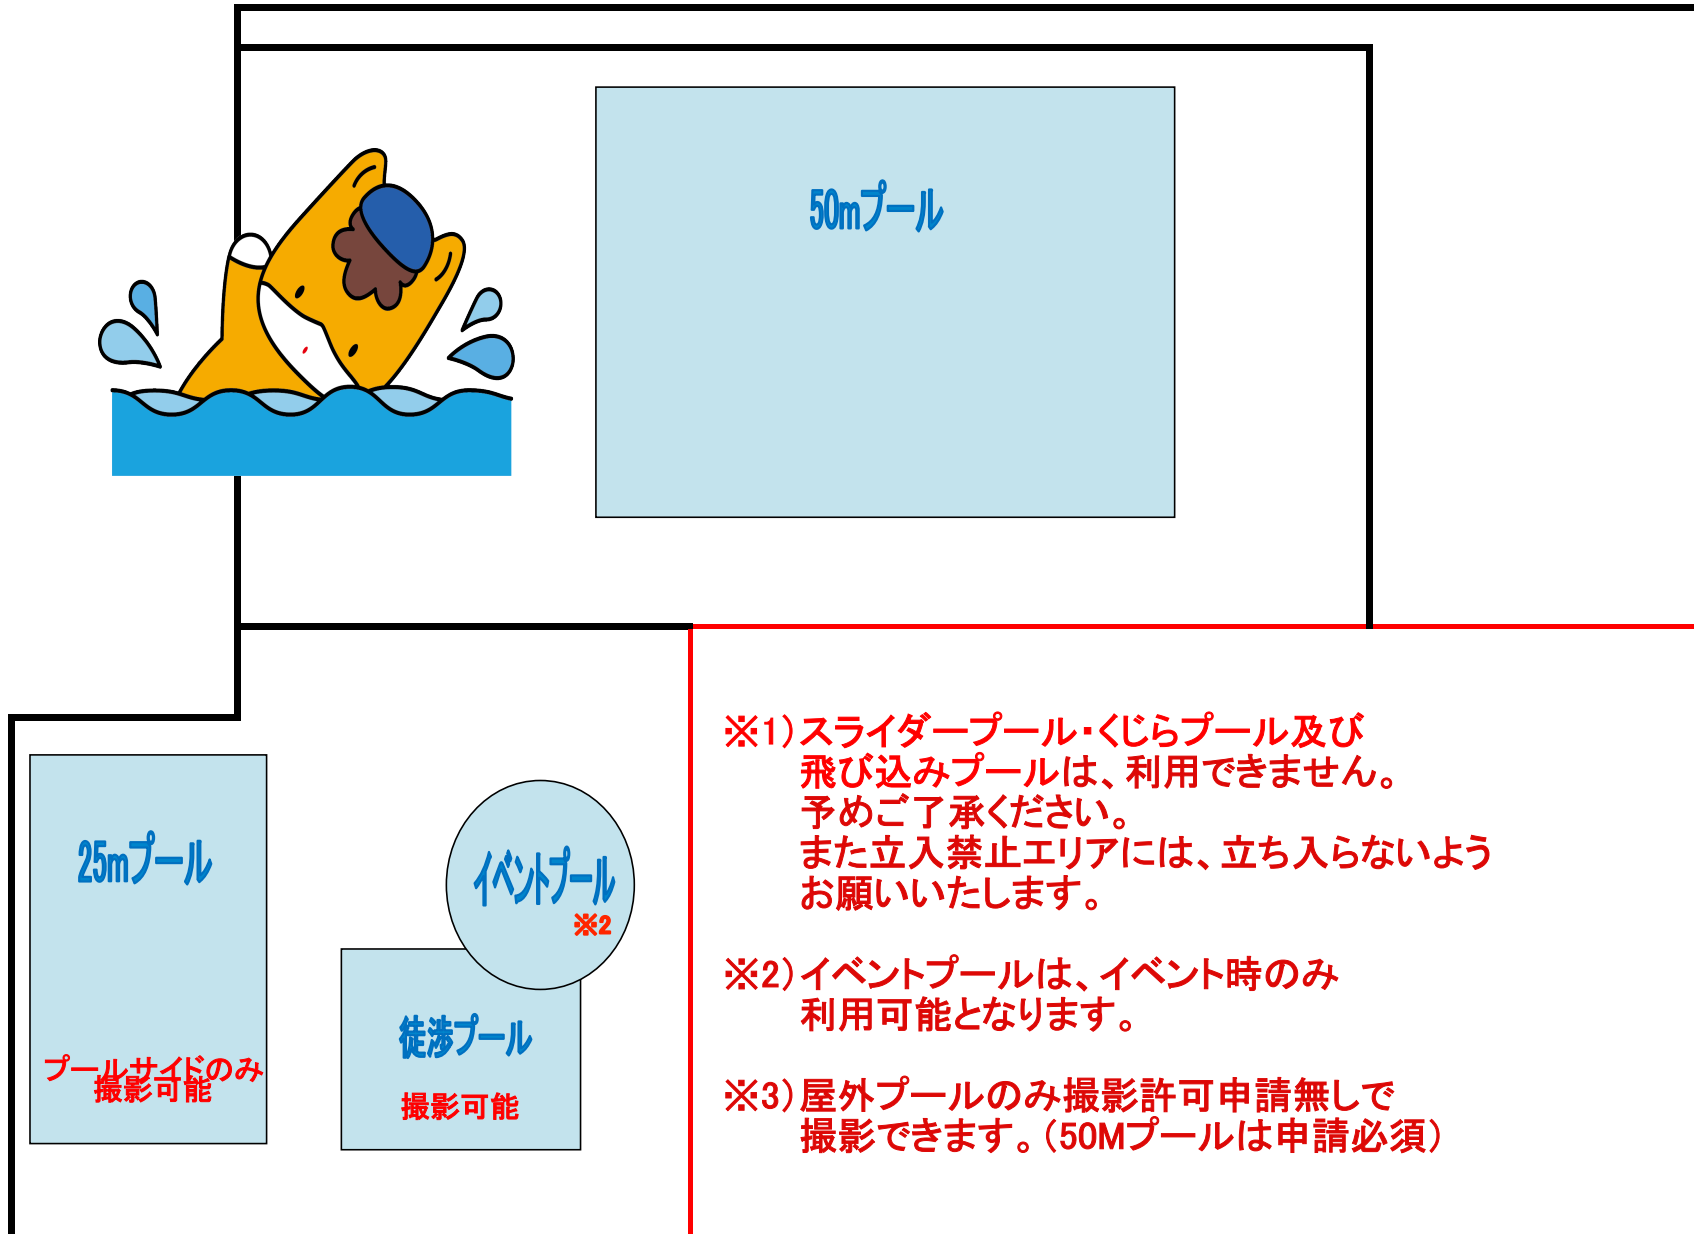 50mプール
25mプール
プールサイドのみ
撮影可能
イベントプール
※2
徒渉プール
撮影可能
※1)スライダープール・くじらプール及び
飛び込みプールは、利用できません。
予めご了承ください。
また立入禁止エリアには、立ち入らないよう
お願いいたします。
※2)イベントプールは、イベント時のみ
利用可能となります。
※3)屋外プールのみ撮影許可申請無しで
撮影できます。(50Mプールは申請必須)